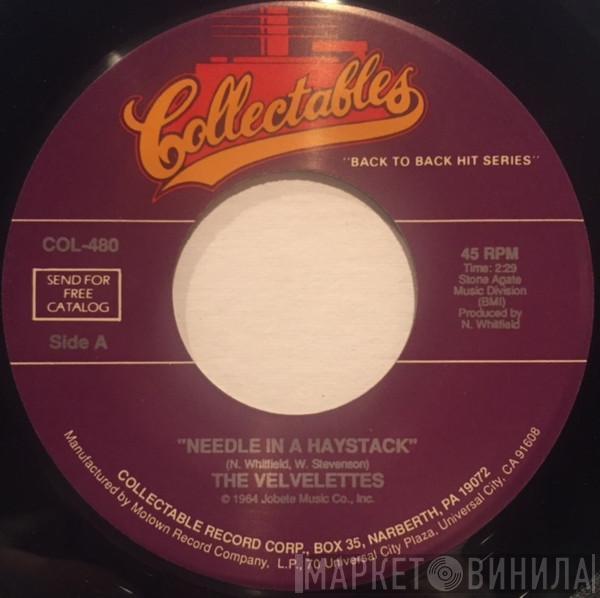 Collectables
"BACK TO BACK HIT SERIES"
COL-480
SEND FOR
FREE
CATALOG
Side A
45 RPM
Time: 2:29
Stone Agate
Music Division
(BMI)
Produced by
N. Whitfield
"NEEDLE IN A HAYSTACK"
(N. Whitfield, W. Stevenson)
THE VELVELETTES
© 1964 Jobete Music Co., Inc.
COLLECTABLE RECORD CORP., BOX 35, NARBERTH, PA 19072
Manufactured by Motown Record Company. L.P., 70 Universal City Plaza, Universal City, CA 91608
МАРКЕТ ВИНИЛА